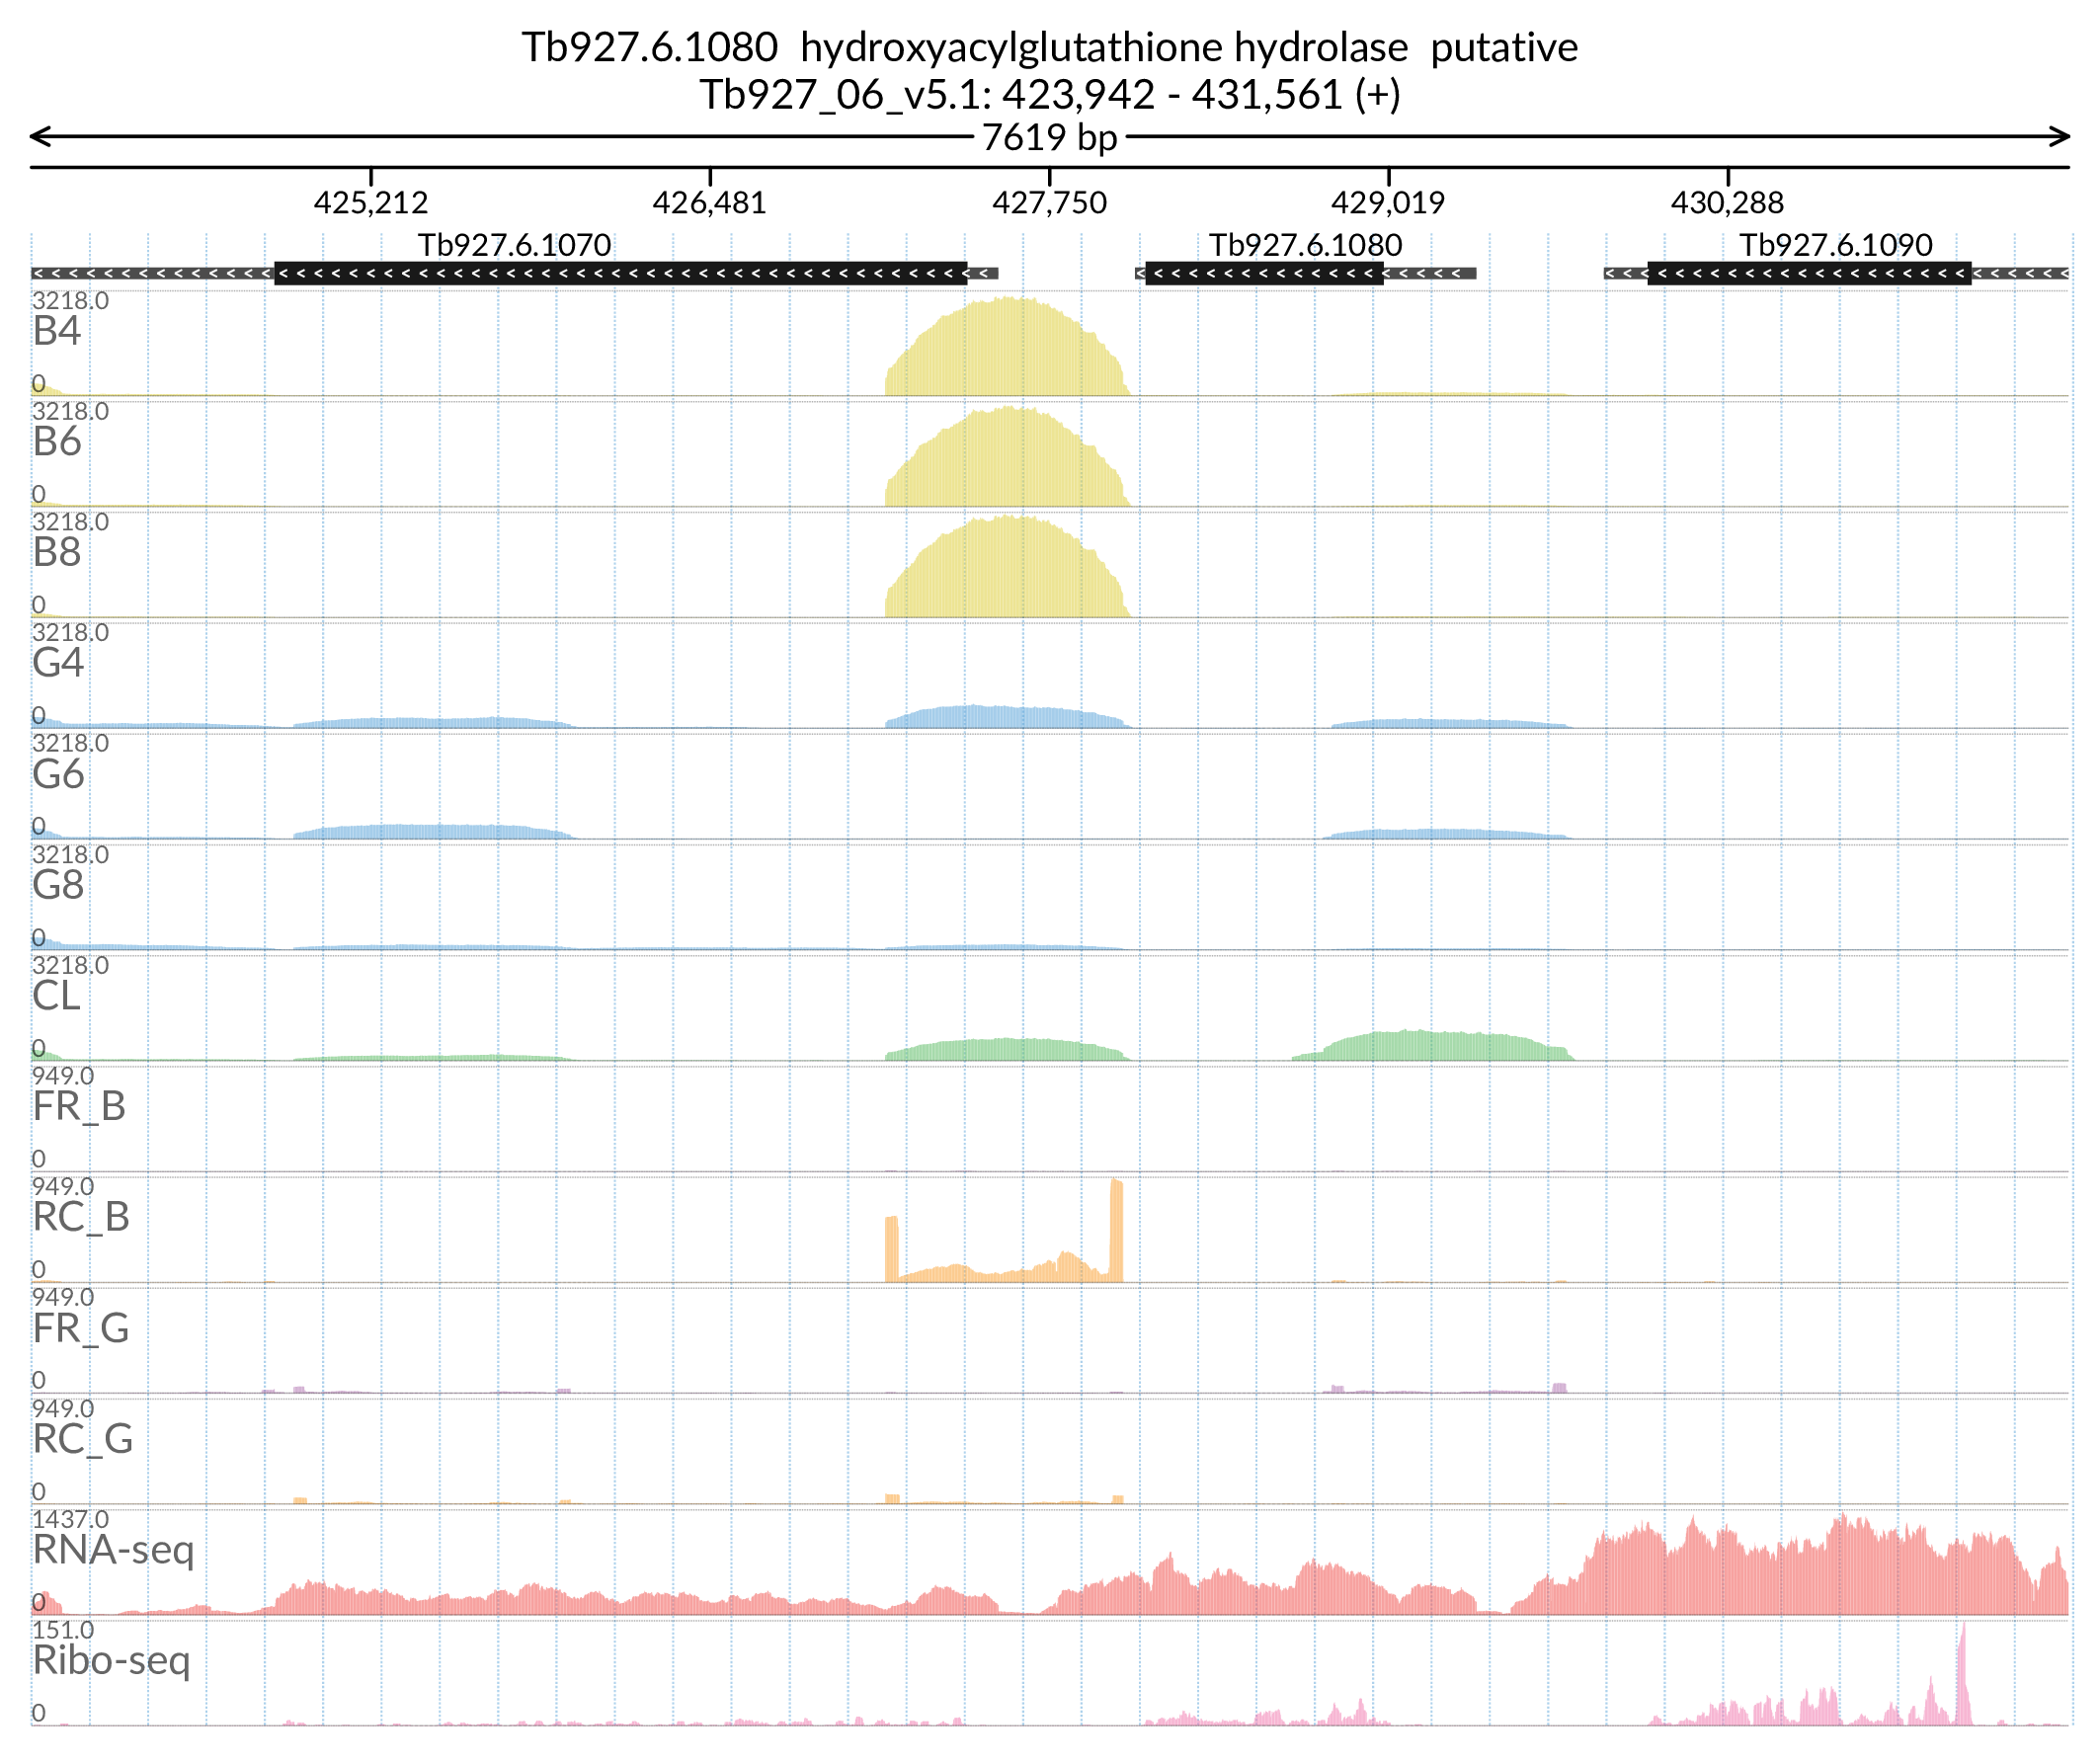 Tb927.6.1080  hydroxyacylglutathione hydrolase  putative
Tb927_06_v5.1: 423,942 - 431,561 (+)
7619 bp
425,212 426,481 427,750 429,019 430,288
Tb927.6.1070 Tb927.6.1080 Tb927.6.1090
3218.0
B4
0
3218.0
B6
0
3218.0
B8
0
3218.0
G4
0
3218.0
G6
0
3218.0
G8
0
3218.0
CL
0
949.0
FR_B
0
949.0
RC_B
0
949.0
FR_G
0
949.0
RC_G
0
1437.0
RNA-seq
0
151.0
Ribo-seq
0